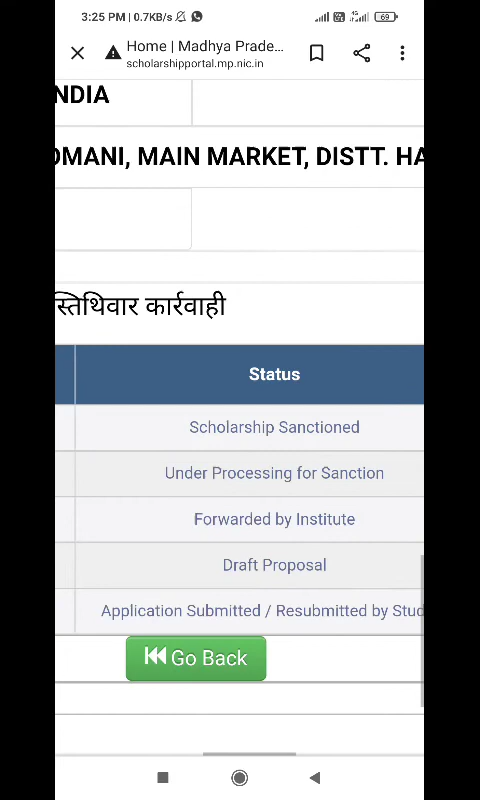 3:25 PM | 0.7KB/s
4G
69
Home | Madhya Prade...
scholarshipportal.mp.nic.in
NDIA
OMANI, MAIN MARKET, DISTT. HA
स्तिथिवार कार्रवाही
Status
Scholarship Sanctioned
Under Processing for Sanction
Forwarded by Institute
Draft Proposal
Application Submitted / Resubmitted by Stud
Go Back